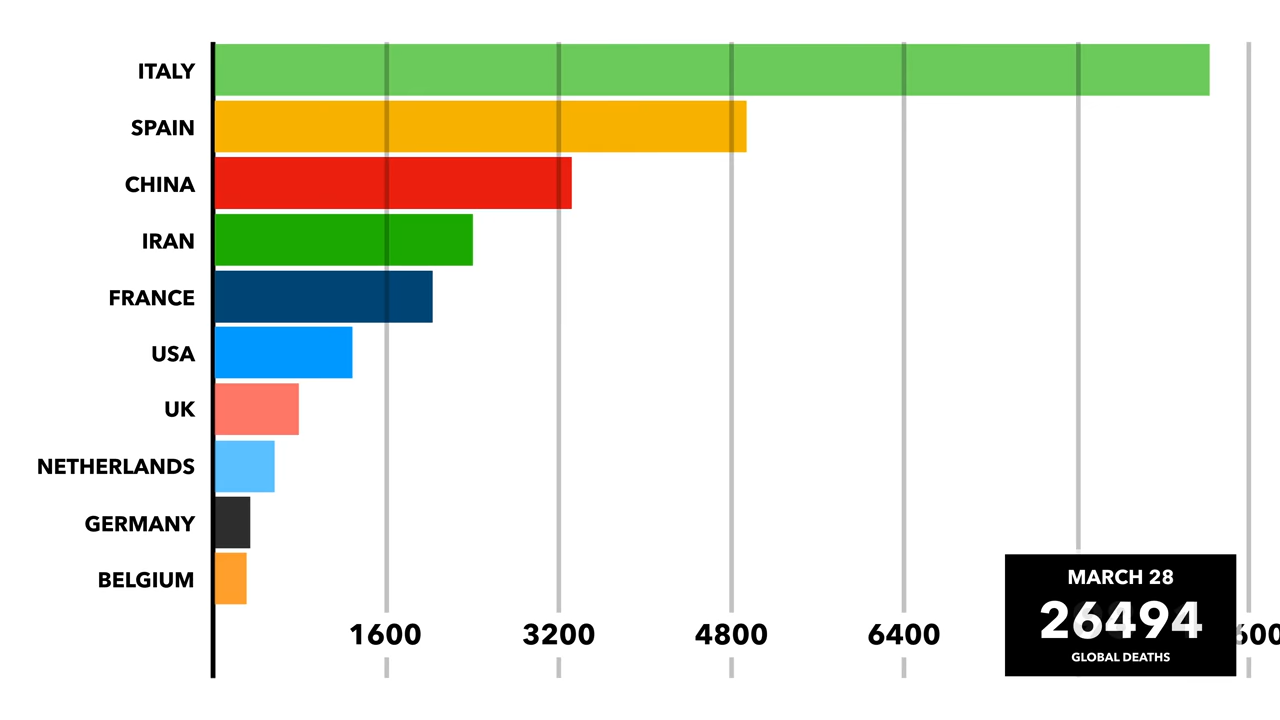 ITALY
SPAIN
CHINA
IRAN
FRANCE
USA
UK
NETHERLANDS
GERMANY
BELGIUM
1600 3200 4800 6400 600
MARCH 28
26494
GLOBAL DEATHS